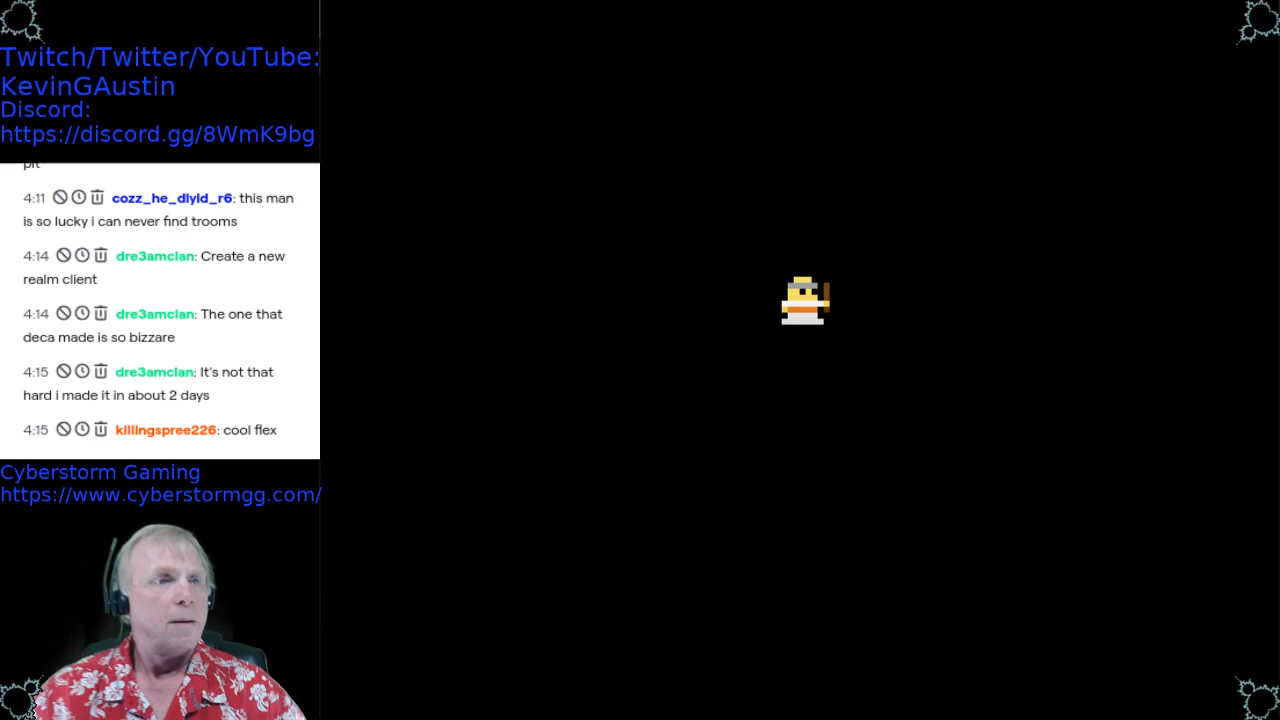 Twitch/Twitter/YouTube:
KevinGAustin
Discord:
https://discord.gg/8WmK9bg
pit
4:11 cozz_he_dlyld_r6: this man
is so lucky i can never find trooms
4:14 dre3amclan: Create a new
realm client
4:14 dre3amclan: The one that
deca made is so bizzare
4:15 dre3amclan: It's not that
hard i made it in about 2 days
4:15 killingspree226: cool flex
Cyberstorm Gaming
https://www.cyberstormgg.com/